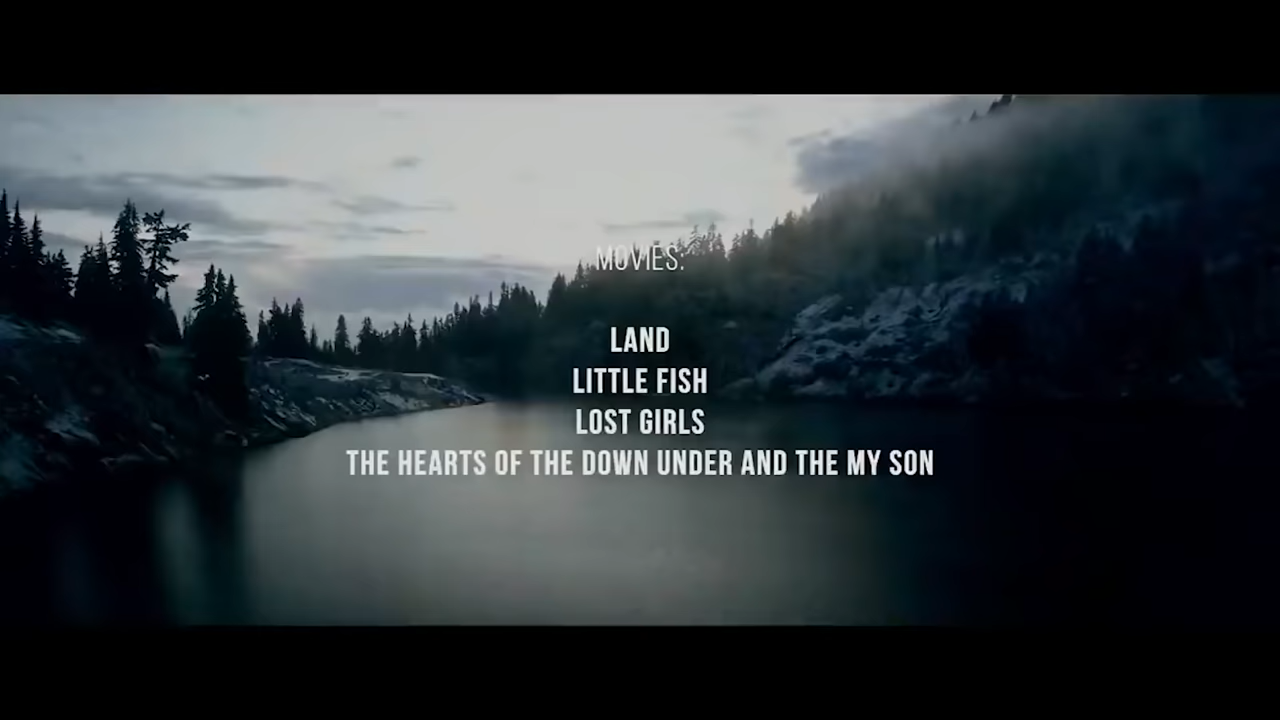 MOVIES:
LAND
LITTLE FISH
LOST GIRLS
THE HEARTS OF THE DOWN UNDER AND THE MY SON